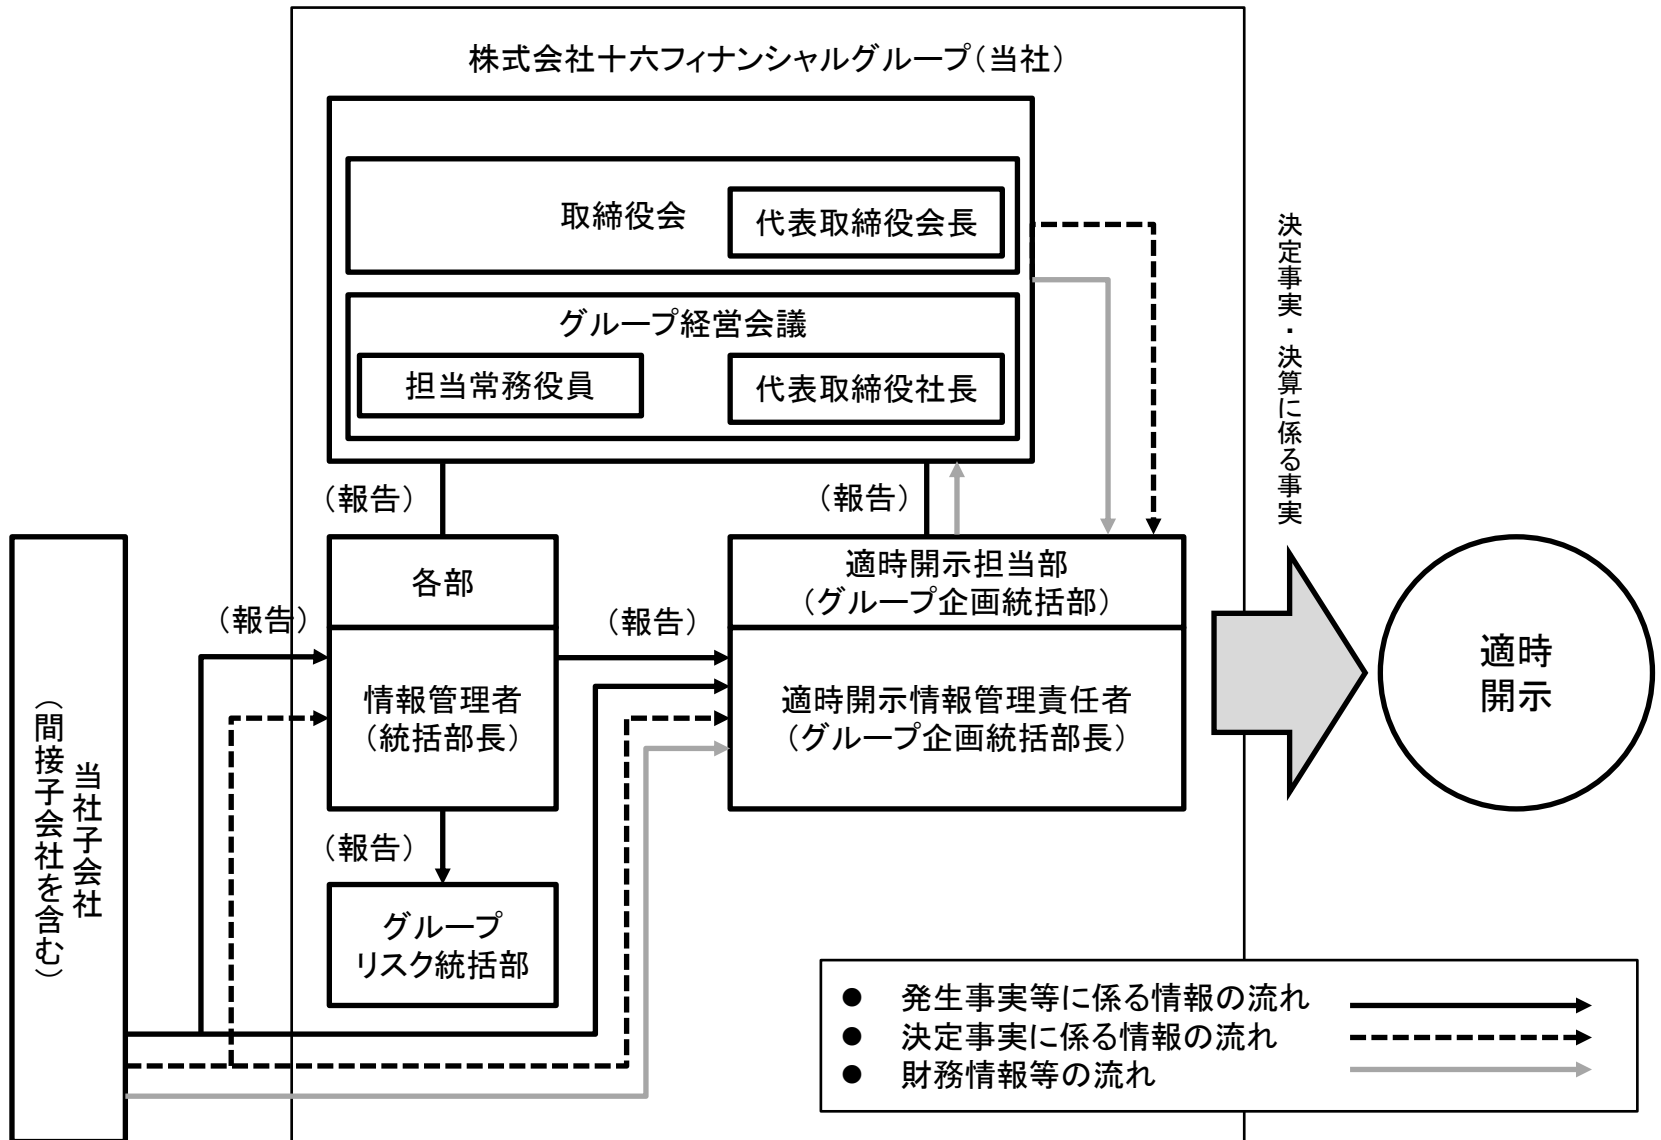 株式会社十六フィナンシャルグループ（当社）
取締役会
代表取締役会長
グループ経営会議
担当常務役員
代表取締役社長
（報告）
（報告）
決定事実・決算に係る事実
各部
適時開示担当部
（グループ企画統括部）
（報告）
（報告）
情報管理者
（統括部長）
適時開示情報管理責任者
（グループ企画統括部長）
適時
開示
当社子会社
（間接子会社を含む）
（報告）
グループ
リスク統括部
● 発生事実等に係る情報の流れ
● 決定事実に係る情報の流れ
● 財務情報等の流れ